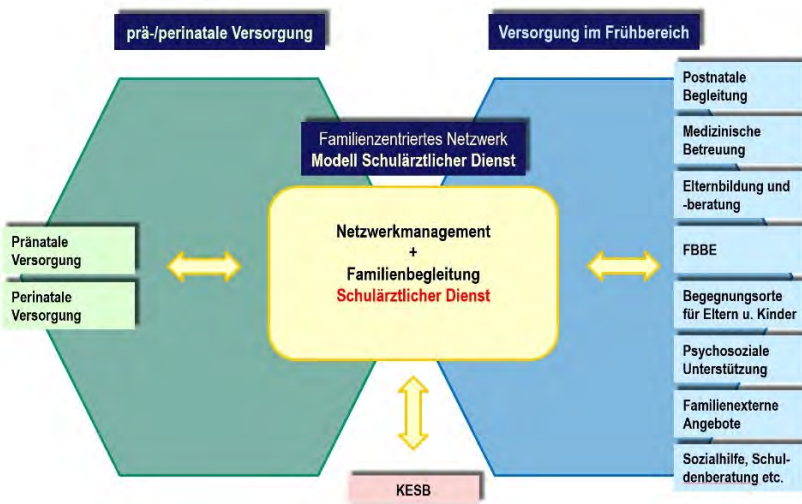 prä-/perinatale Versorgung
Versorgung im Frühbereich
Familienzentriertes Netzwerk
Modell Schulärztlicher Dienst
Netzwerkmanagement
+
Familienbegleitung
Schulärztlicher Dienst
Pränatale
Versorgung
Perinatale
Versorgung
Postnatale
Begleitung
Medizinische
Betreuung
Elternbildung und
-beratung
FBBE
Begegnungsorte
für Eltern u. Kinder
Psychosoziale
Unterstützung
Familienexterne
Angebote
Sozialhilfe, Schul-
denberatung etc.
KESB